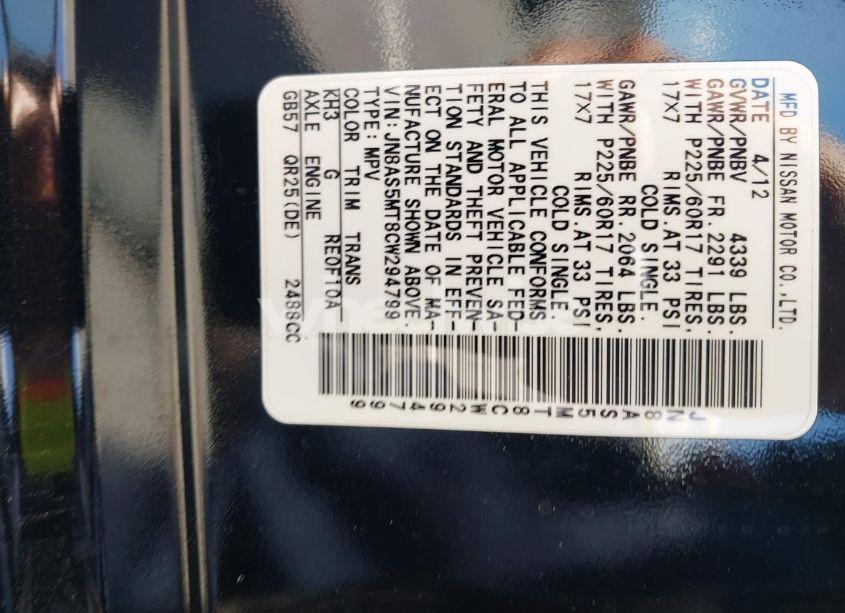 MFD BY NISSAN MOTOR CO.,LTD.
DATE 4/12
GVWR/PNBV 4339 LBS.
GAWR/PNBE FR. 2291 LBS.
WITH P225/60R17 TIRES,
17X7 RIMS.AT 33 PSI
COLD SINGLE.
GAWR/PNBE RR. 2064 LBS.
WITH P225/60R17 TIRES,
17X7 RIMS.AT 33 PSI
COLD SINGLE.
THIS VEHICLE CONFORMS
TO ALL APPLICABLE FED-
ERAL MOTOR VEHICLE SA-
FETY AND THEFT PREVEN-
TION STANDARDS IN EFF-
ECT ON THE DATE OF MA-
NUFACTURE SHOWN ABOVE.
VIN:JN8AS5MT8CW294799
TYPE:MPV
COLOR TRIM TRANS
KH3 G RE0F10A
AXLE ENGINE
GB57 QR25(DE) 2488CC
JN8AS5MT8CW294799